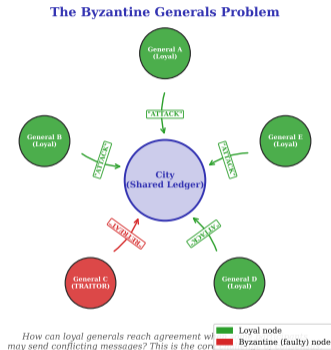 The Byzantine Generals Problem
General A
(Loyal)
"ATTACK"
General B
(Loyal)
"ATTACK"
General E
(Loyal)
"ATTACK"
City
(Shared Ledger)
"RETREAT"
"ATTACK"
General C
(TRAITOR)
General D
(Loyal)
Loyal node
Byzantine (faulty) node
How can loyal generals reach agreement
may send conflicting messages? This is the